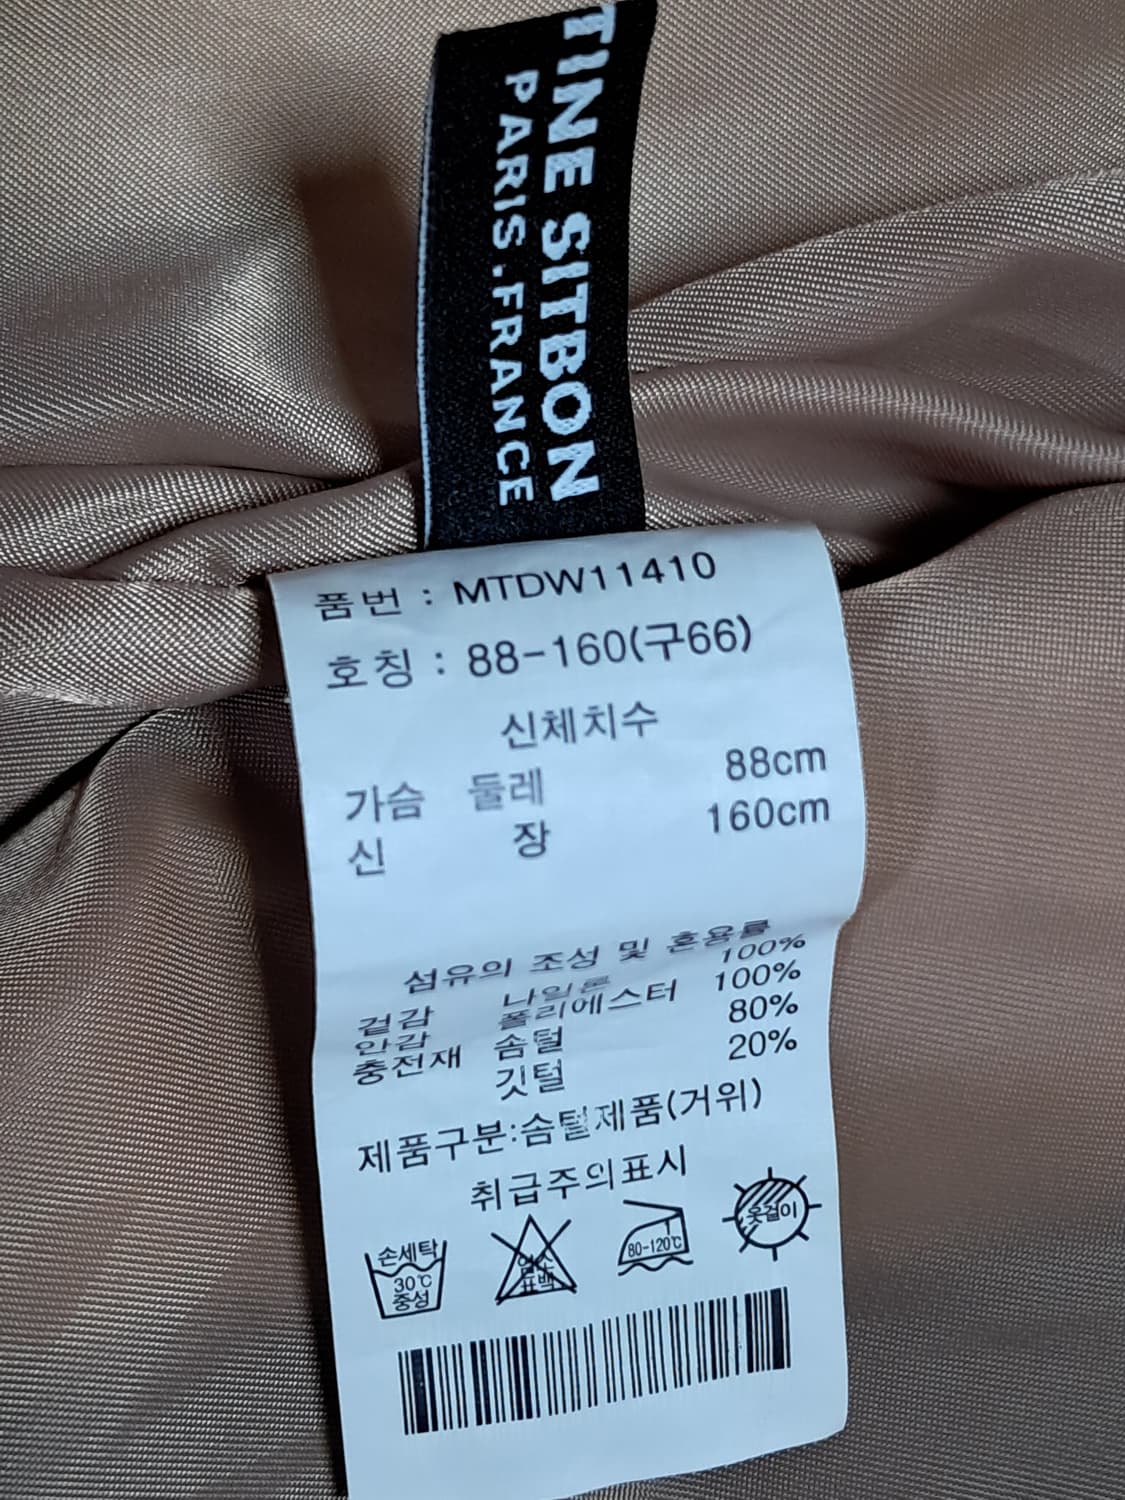 TINE SITBON
PARIS.FRANCE
품번 : MTDW11410
호칭 : 88-160(구66)
신체치수
가슴 둘레 88cm
신 장 160cm
섬유의 조성 및 혼용률
겉감 나일론 100%
안감 폴리에스터 100%
충전재 솜털 80%
깃털 20%
제품구분:솜털제품(거위)
취급주의표시
손세탁
30℃
중성
염소
표백
80-120℃
옷걸이